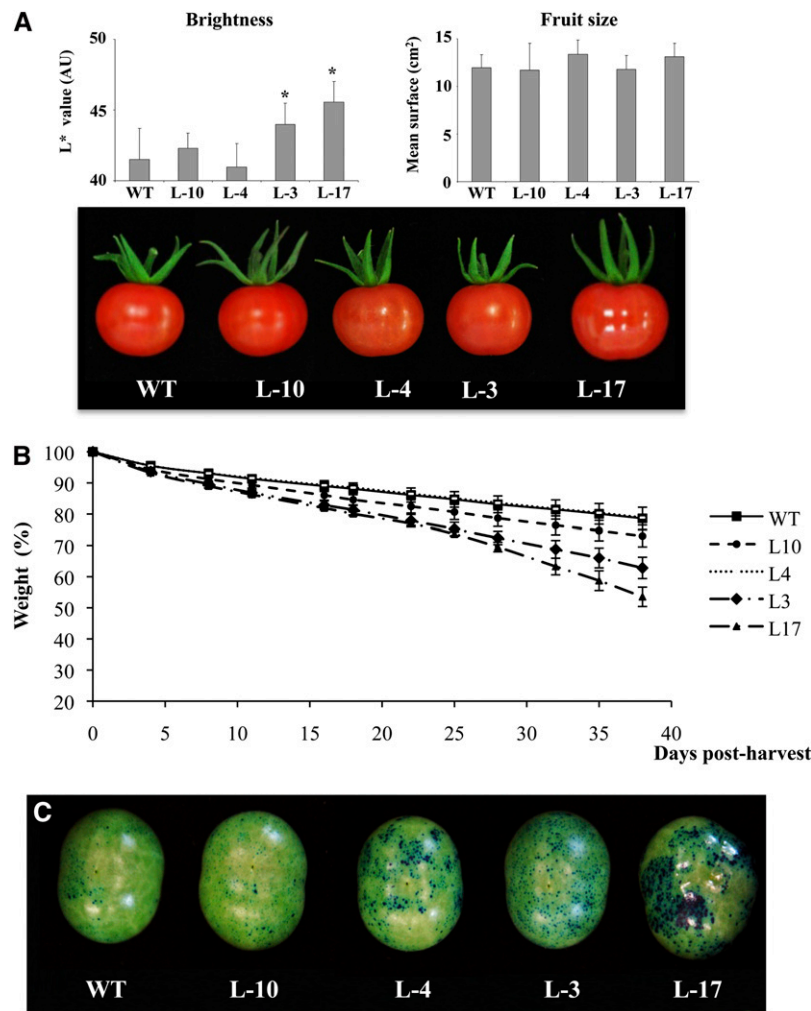 A
Brightness
Fruit size
L* value (AU)
50
45
40
*
*
WT L-10 L-4 L-3 L-17
Mean surface (cm²)
15
10
5
0
WT L-10 L-4 L-3 L-17
WT L-10 L-4 L-3 L-17
B
Weight (%)
100
90
80
70
60
50
40
30
20
0 5 10 15 20 25 30 35 40
Days post-harvest
WT
L10
L4
L3
L17
C
WT L-10 L-4 L-3 L-17